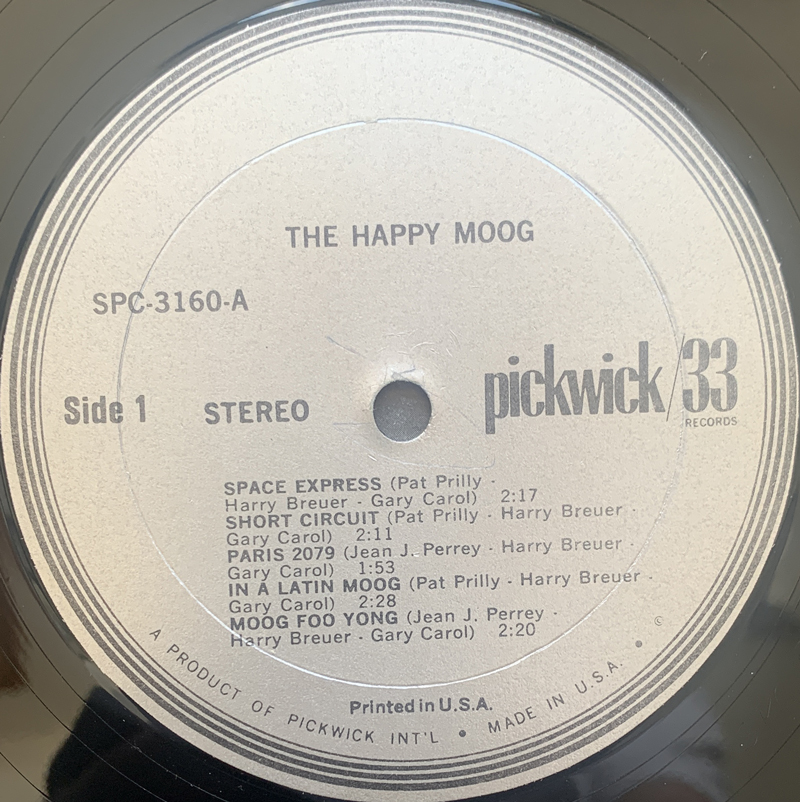 THE HAPPY MOOG
SPC-3160-A
pickwick/33
RECORDS
Side 1
STEREO
SPACE EXPRESS (Pat Prilly -
Harry Breuer - Gary Carol) 2:17
SHORT CIRCUIT (Pat Prilly - Harry Breuer -
Gary Carol) 2:11
PARIS 2079 (Jean J. Perrey - Harry Breuer -
Gary Carol) 1:53
IN A LATIN MOOG (Pat Prilly - Harry Breuer -
Gary Carol) 2:28
MOOG FOO YONG (Jean J. Perrey -
Harry Breuer - Gary Carol) 2:20
Printed in U.S.A.
A PRODUCT OF PICKWICK INT'L • MADE IN U.S.A. • ©